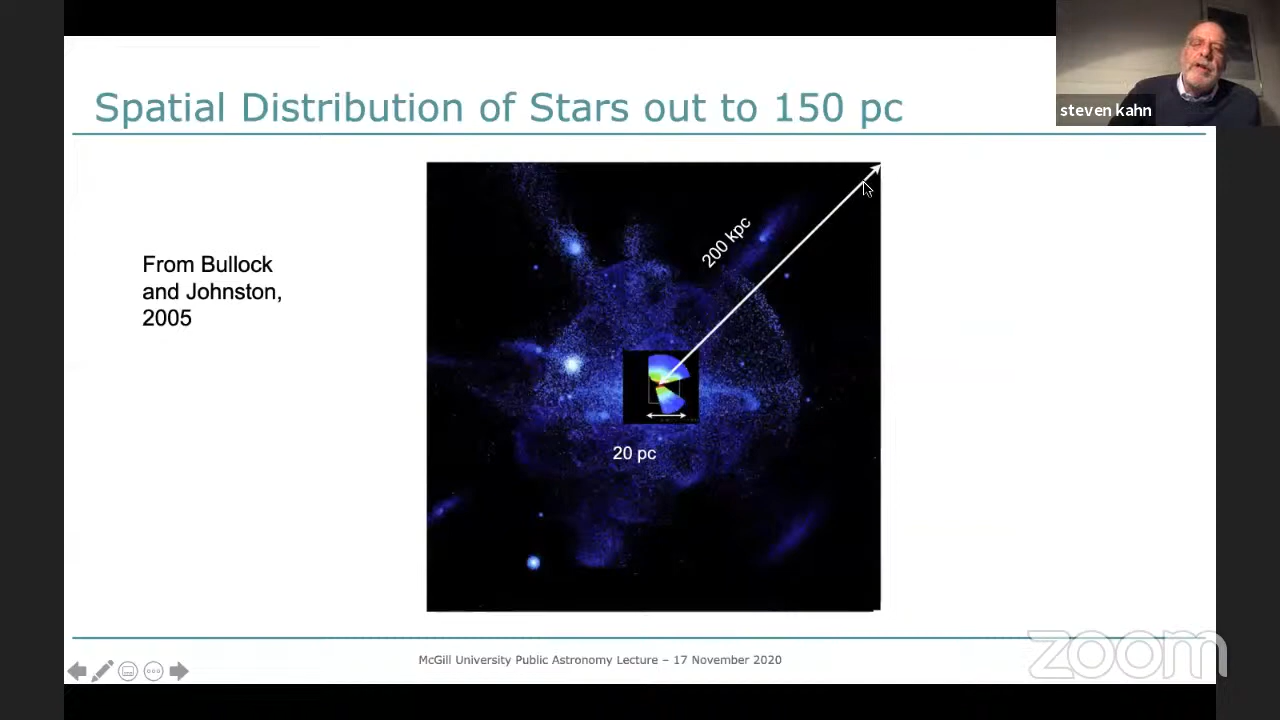 Spatial Distribution of Stars out to 150 pc
steven kahn
200 kpc
From Bullock
and Johnston,
2005
20 pc
McGill University Public Astronomy Lecture – 17 November 2020
zoom